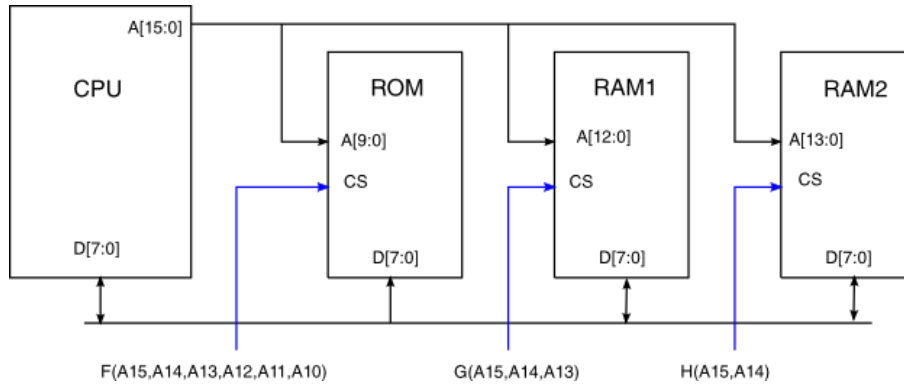 A[15:0]
CPU
ROM
RAM1
RAM2
A[9:0]
A[12:0]
A[13:0]
CS
CS
CS
D[7:0]
D[7:0]
D[7:0]
D[7:0]
F(A15,A14,A13,A12,A11,A10)
G(A15,A14,A13)
H(A15,A14)